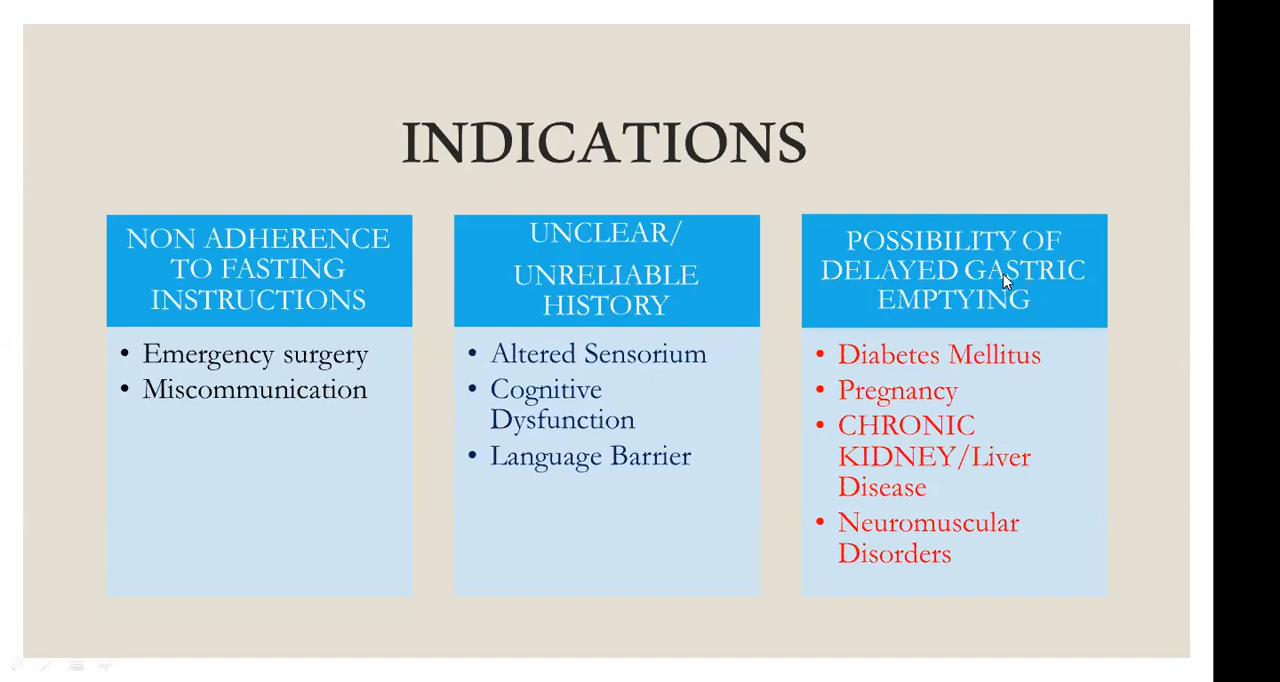 INDICATIONS
NON ADHERENCE
TO FASTING
INSTRUCTIONS
• Emergency surgery
• Miscommunication
UNCLEAR/
UNRELIABLE
HISTORY
• Altered Sensorium
• Cognitive
Dysfunction
• Language Barrier
POSSIBILITY OF
DELAYED GASTRIC
EMPTYING
• Diabetes Mellitus
• Pregnancy
• CHRONIC
KIDNEY/Liver
Disease
• Neuromuscular
Disorders